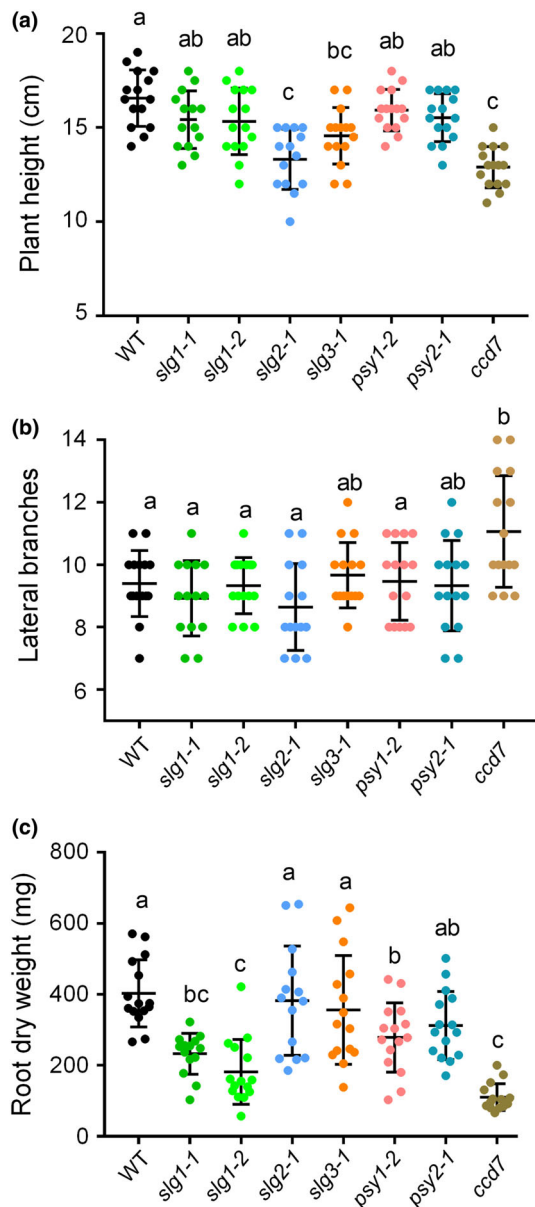 (a)
Plant height (cm)
20
15
10
5
a
ab
ab
c
bc
ab
ab
c
WT
slg1-1
slg1-2
slg2-1
slg3-1
psy1-2
psy2-1
ccd7
(b)
Lateral branches
14
12
10
8
6
a
a
a
a
ab
a
ab
b
WT
slg1-1
slg1-2
slg2-1
slg3-1
psy1-2
psy2-1
ccd7
(c)
Root dry weight (mg)
800
600
400
200
0
a
bc
c
a
a
b
ab
c
WT
slg1-1
slg1-2
slg2-1
slg3-1
psy1-2
psy2-1
ccd7